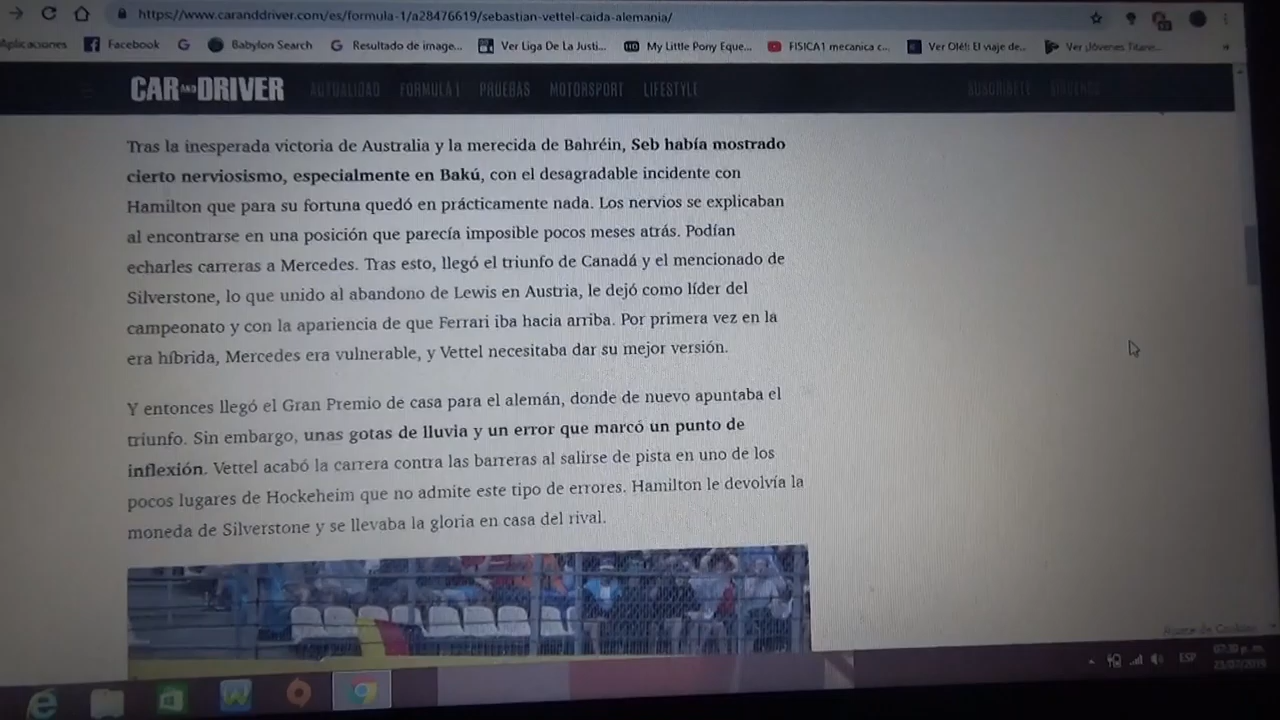 https://www.caranddriver.com/es/formula-1/a28476619/sebastian-vettel-caida-alemania/
Aplicaciones Facebook Babylon Search Resultado de image... Ver Liga De La Justi... My Little Pony Eque... FISICA1 mecanica c... Ver Olé!: El viaje de... Ver ¡Jóvenes Titane...
CAR AND DRIVER ACTUALIDAD FORMULA 1 PRUEBAS MOTORSPORT LIFESTYLE SUSCRÍBETE SÍGUENOS
Tras la inesperada victoria de Australia y la merecida de Bahréin, Seb había mostrado
cierto nerviosismo, especialmente en Bakú, con el desagradable incidente con
Hamilton que para su fortuna quedó en prácticamente nada. Los nervios se explicaban
al encontrarse en una posición que parecía imposible pocos meses atrás. Podían
echarles carreras a Mercedes. Tras esto, llegó el triunfo de Canadá y el mencionado de
Silverstone, lo que unido al abandono de Lewis en Austria, le dejó como líder del
campeonato y con la apariencia de que Ferrari iba hacia arriba. Por primera vez en la
era híbrida, Mercedes era vulnerable, y Vettel necesitaba dar su mejor versión.
Y entonces llegó el Gran Premio de casa para el alemán, donde de nuevo apuntaba el
triunfo. Sin embargo, unas gotas de lluvia y un error que marcó un punto de
inflexión. Vettel acabó la carrera contra las barreras al salirse de pista en uno de los
pocos lugares de Hockeheim que no admite este tipo de errores. Hamilton le devolvía la
moneda de Silverstone y se llevaba la gloria en casa del rival.
ESP
07:39 p. m.
23/07/2019